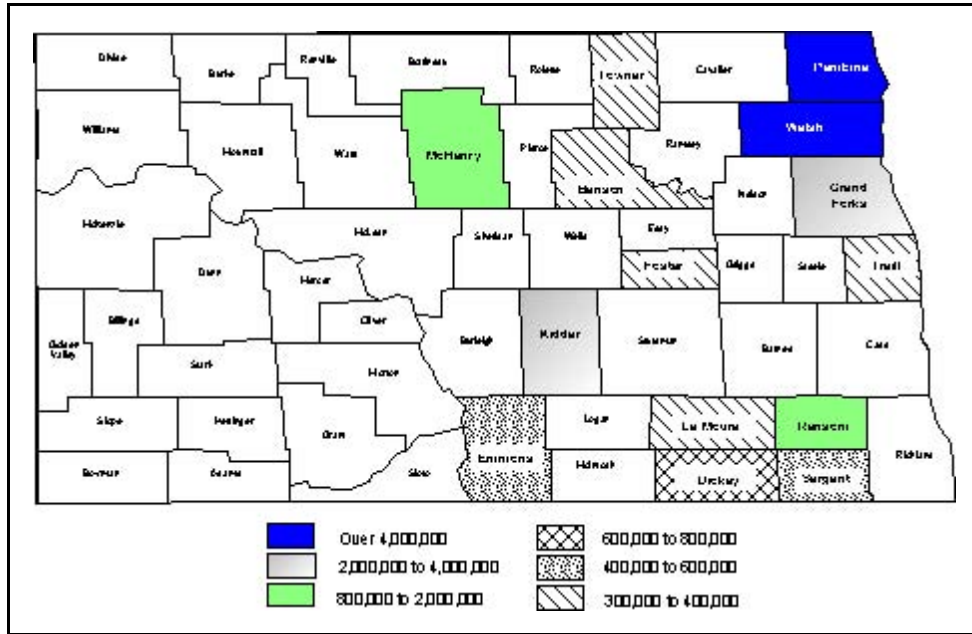 Divide
Burke
Renville
Bottineau
Rolette
Towner
Cavalier
Pembina
Williams
Mountrail
Ward
McHenry
Pierce
Benson
Ramsey
Walsh
Nelson
Grand
Forks
McKenzie
Dunn
McLean
Sheridan
Wells
Eddy
Foster
Griggs
Steele
Traill
Mercer
Oliver
Golden
Valley
Billings
Stark
Morton
Burleigh
Kidder
Stutsman
Barnes
Cass
Slope
Hettinger
Grant
Emmons
Logan
La Moure
Ransom
Richland
Bowman
Adams
Sioux
McIntosh
Dickey
Sargent
Over 4,000,000
2,000,000 to 4,000,000
800,000 to 2,000,000
600,000 to 800,000
400,000 to 600,000
300,000 to 400,000